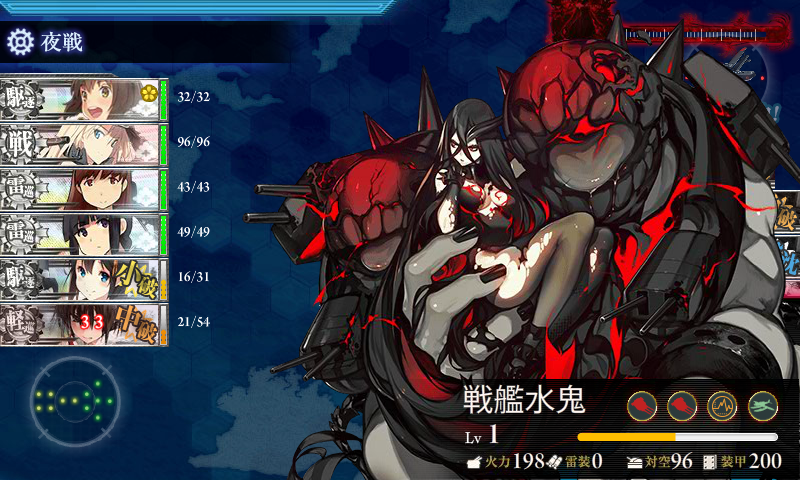 夜戦
駆逐 32/32
戦 96/96
雷巡 43/43
雷巡 49/49
駆逐 小破 16/31
軽巡 33 中破 21/54
戦艦水鬼
Lv 1
火力198 雷装0 対空96 装甲200